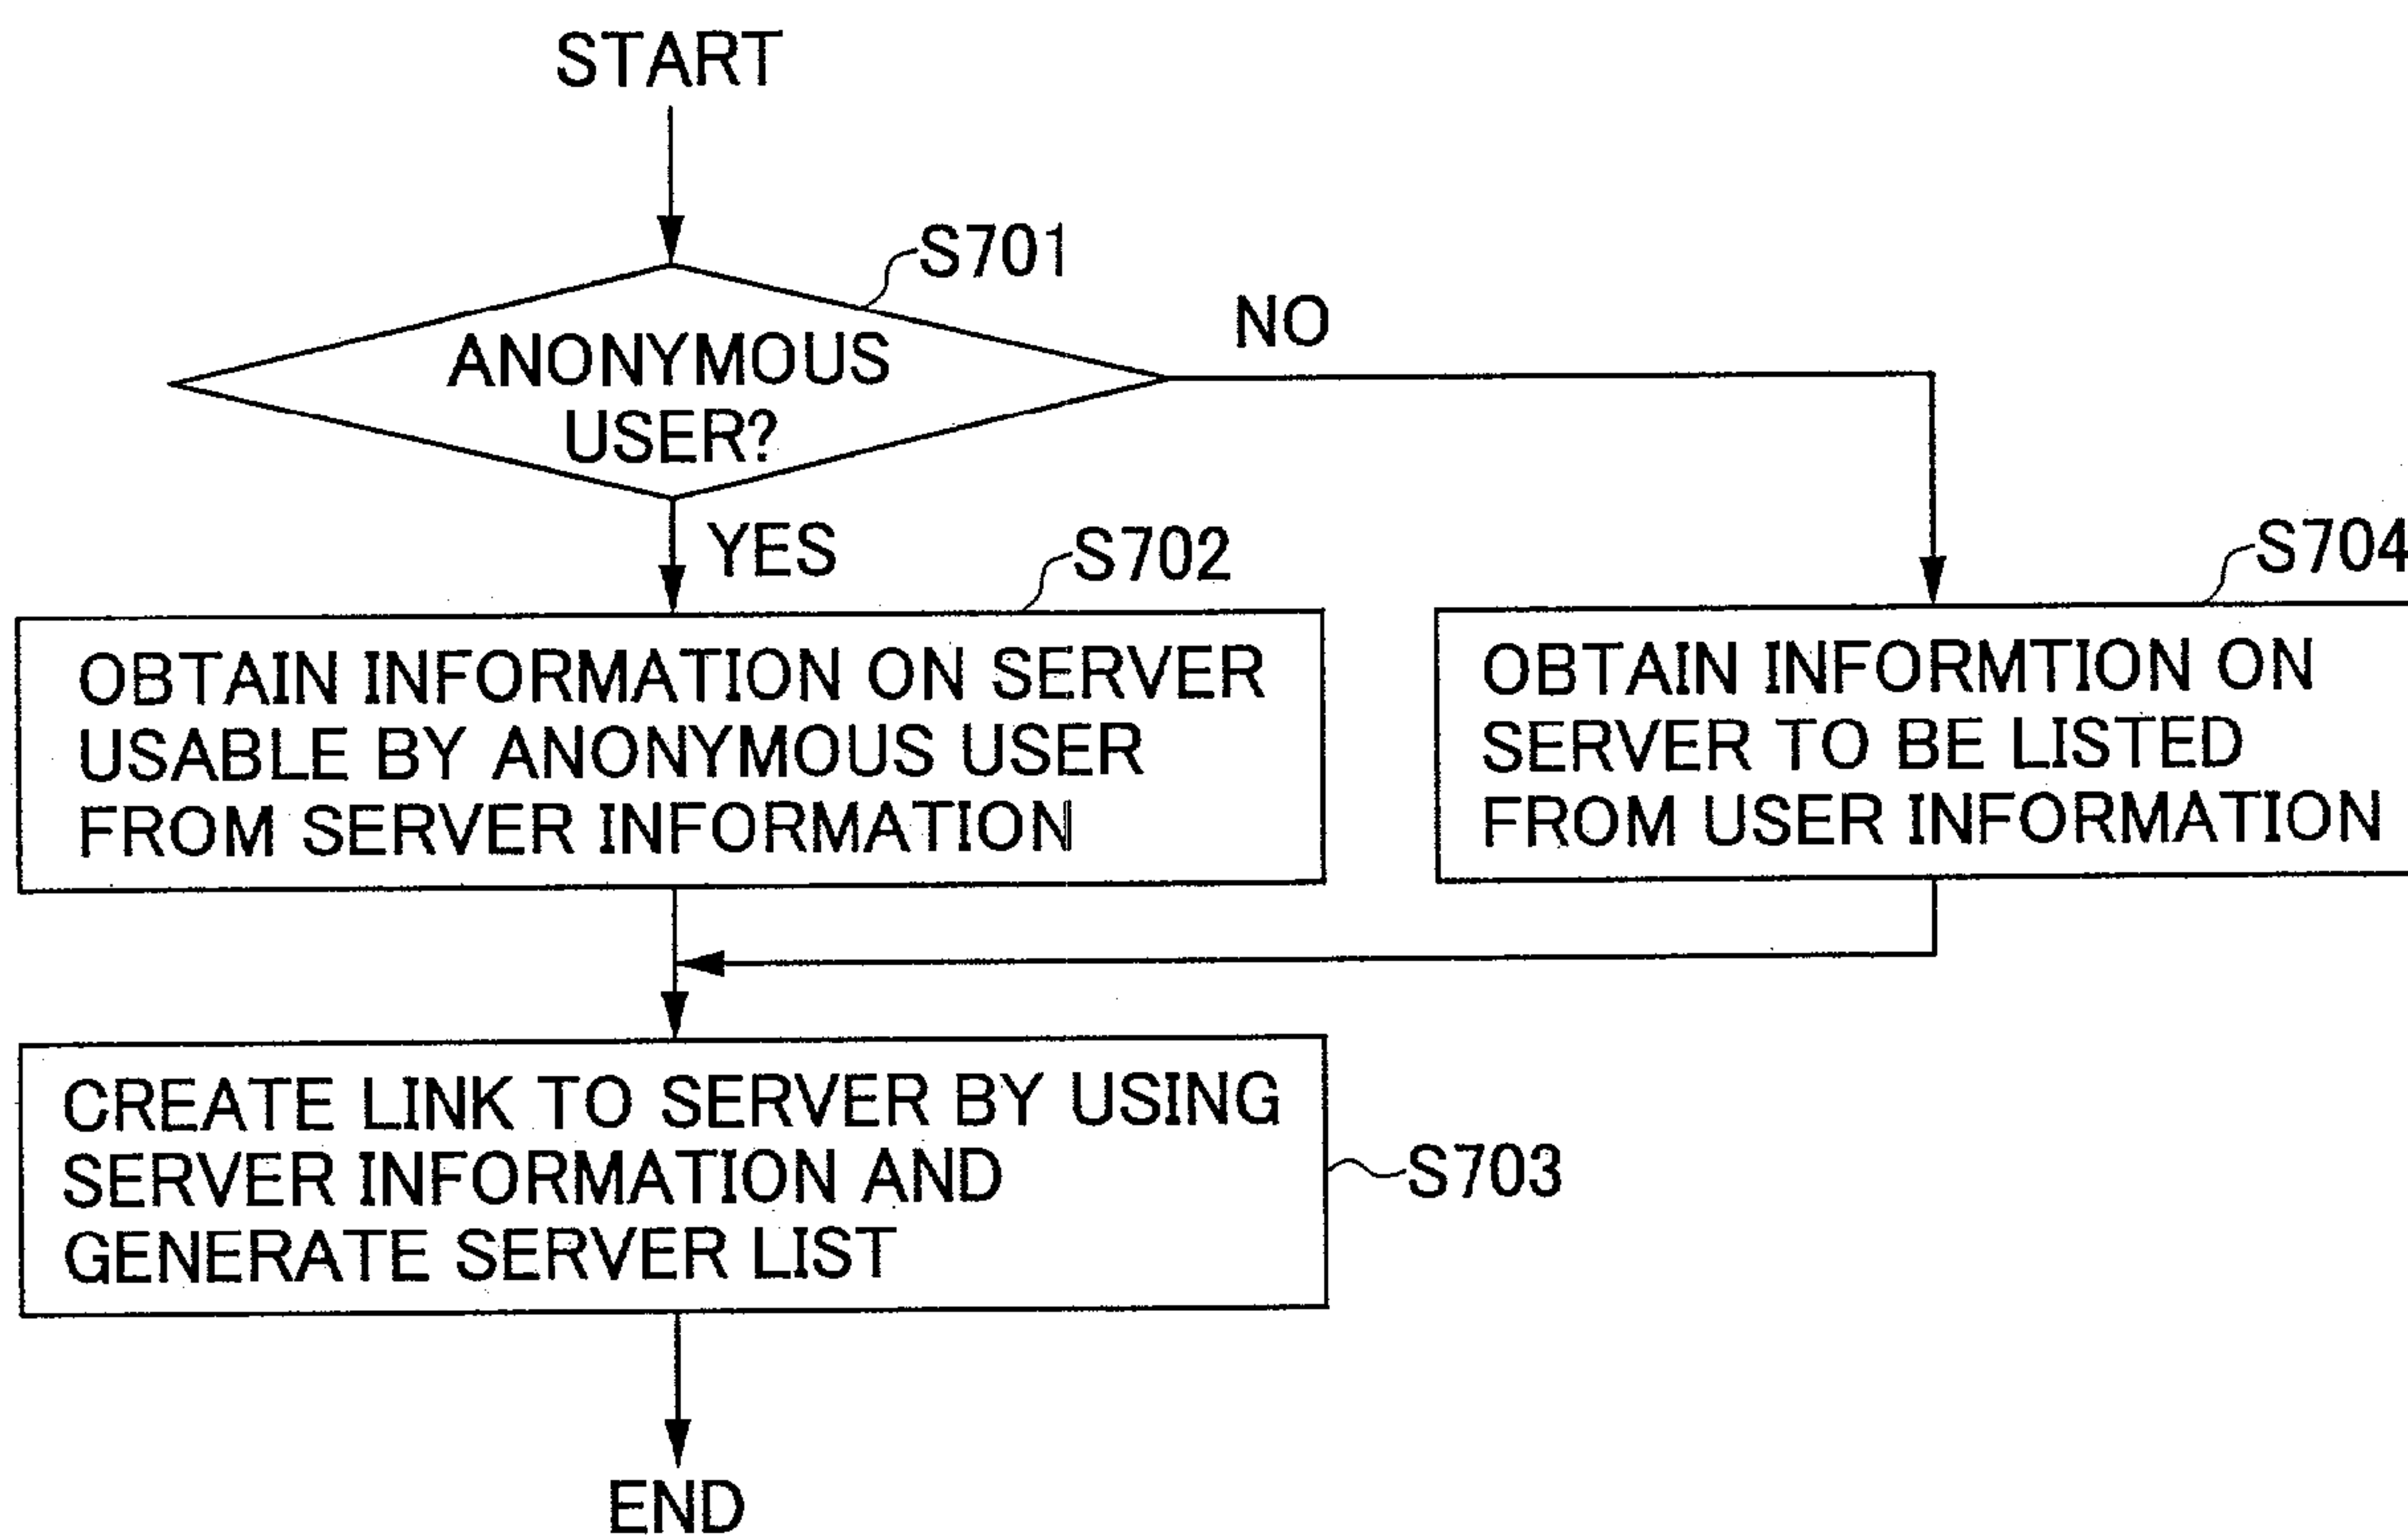 START
S701
ANONYMOUS
USER?
NO
YES
S702
OBTAIN INFORMATION ON SERVER
USABLE BY ANONYMOUS USER
FROM SERVER INFORMATION
S704
OBTAIN INFORMTION ON
SERVER TO BE LISTED
FROM USER INFORMATION
CREATE LINK TO SERVER BY USING
SERVER INFORMATION AND
GENERATE SERVER LIST
S703
END